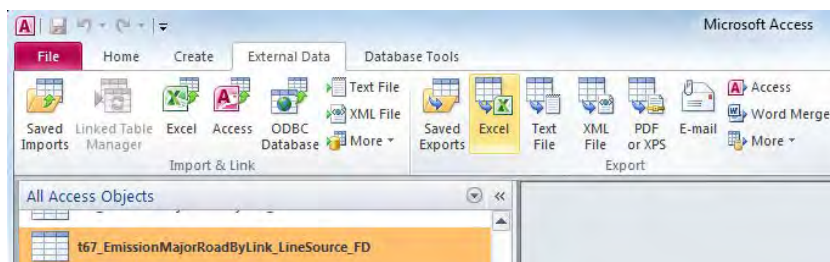 Microsoft Access
File Home Create External Data Database Tools
Saved Imports
Linked Table Manager
Excel
Access
ODBC Database
Text File
XML File
More
Import & Link
Saved Exports
Excel
Text File
XML File
PDF or XPS
E-mail
Access
Word Merge
More
Export
All Access Objects
t67_EmissionMajorRoadByLink_LineSource_FD